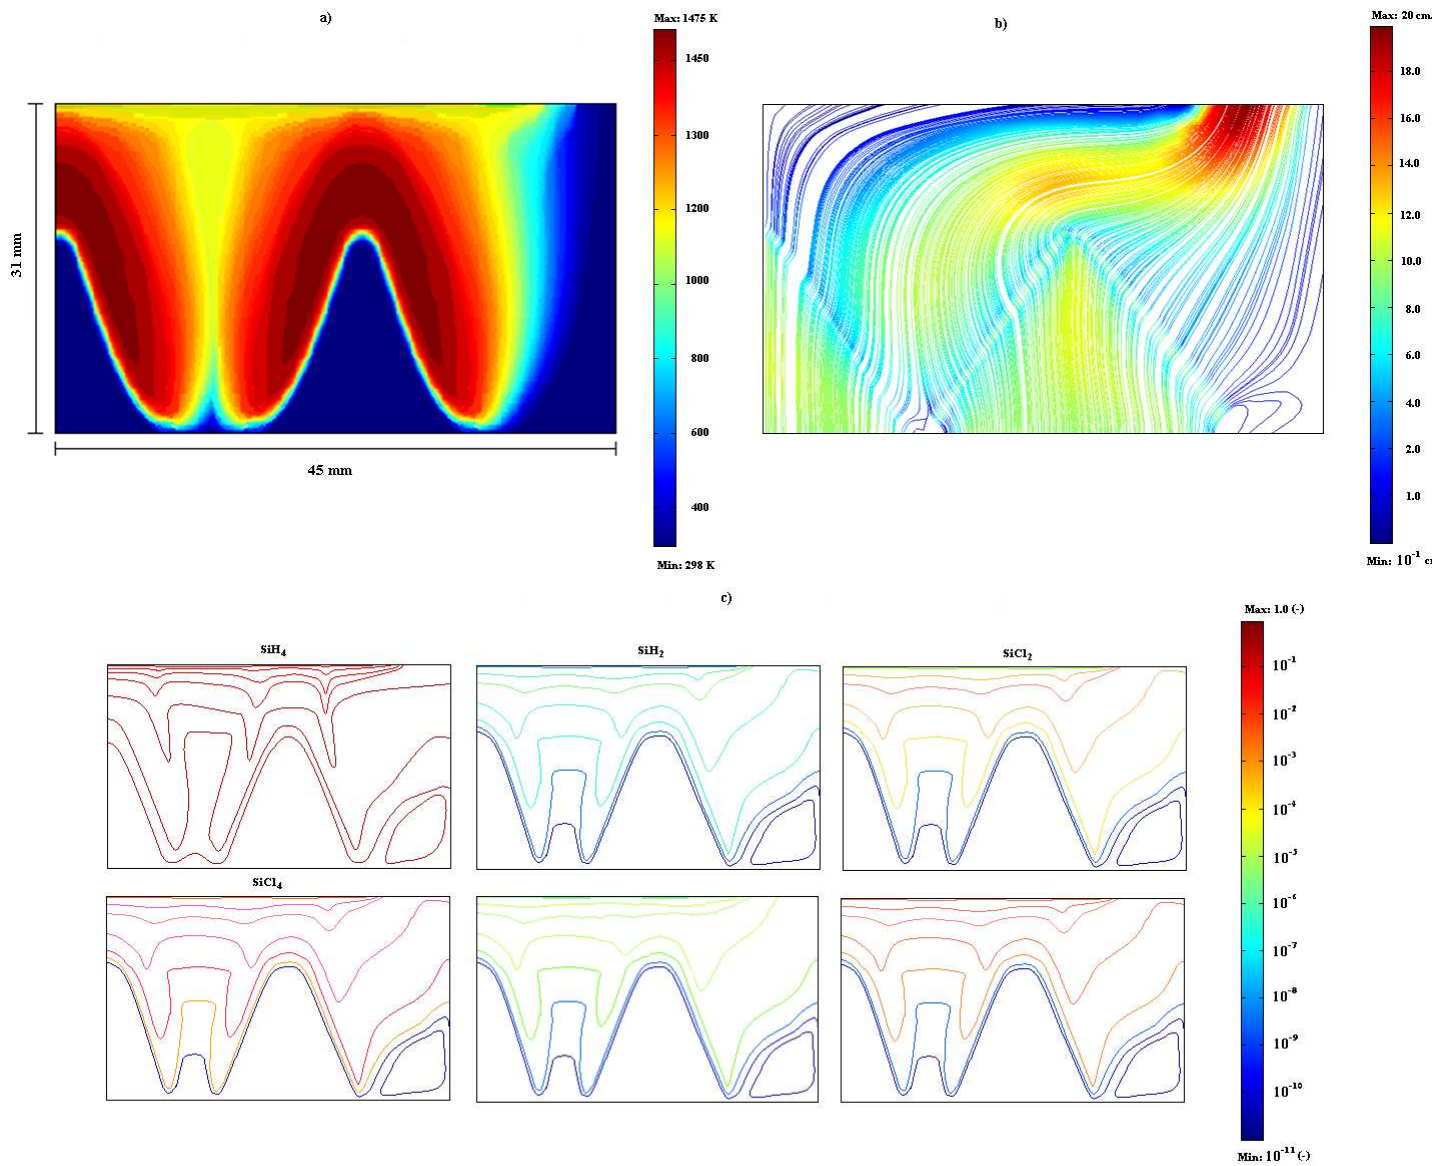 a)
Max: 1475 K
1450
1300
1200
1000
800
600
400
Min: 298 K
31 mm
45 mm
b)
Max: 20 cm
18.0
16.0
14.0
12.0
10.0
8.0
6.0
4.0
2.0
1.0
Min: 10⁻¹ c
c)
SiH₄
SiH₂
SiCl₂
SiCl₄
Max: 1.0 (-)
10⁻¹
10⁻²
10⁻³
10⁻⁴
10⁻⁵
10⁻⁶
10⁻⁷
10⁻⁸
10⁻⁹
10⁻¹⁰
Min: 10⁻¹¹ (-)